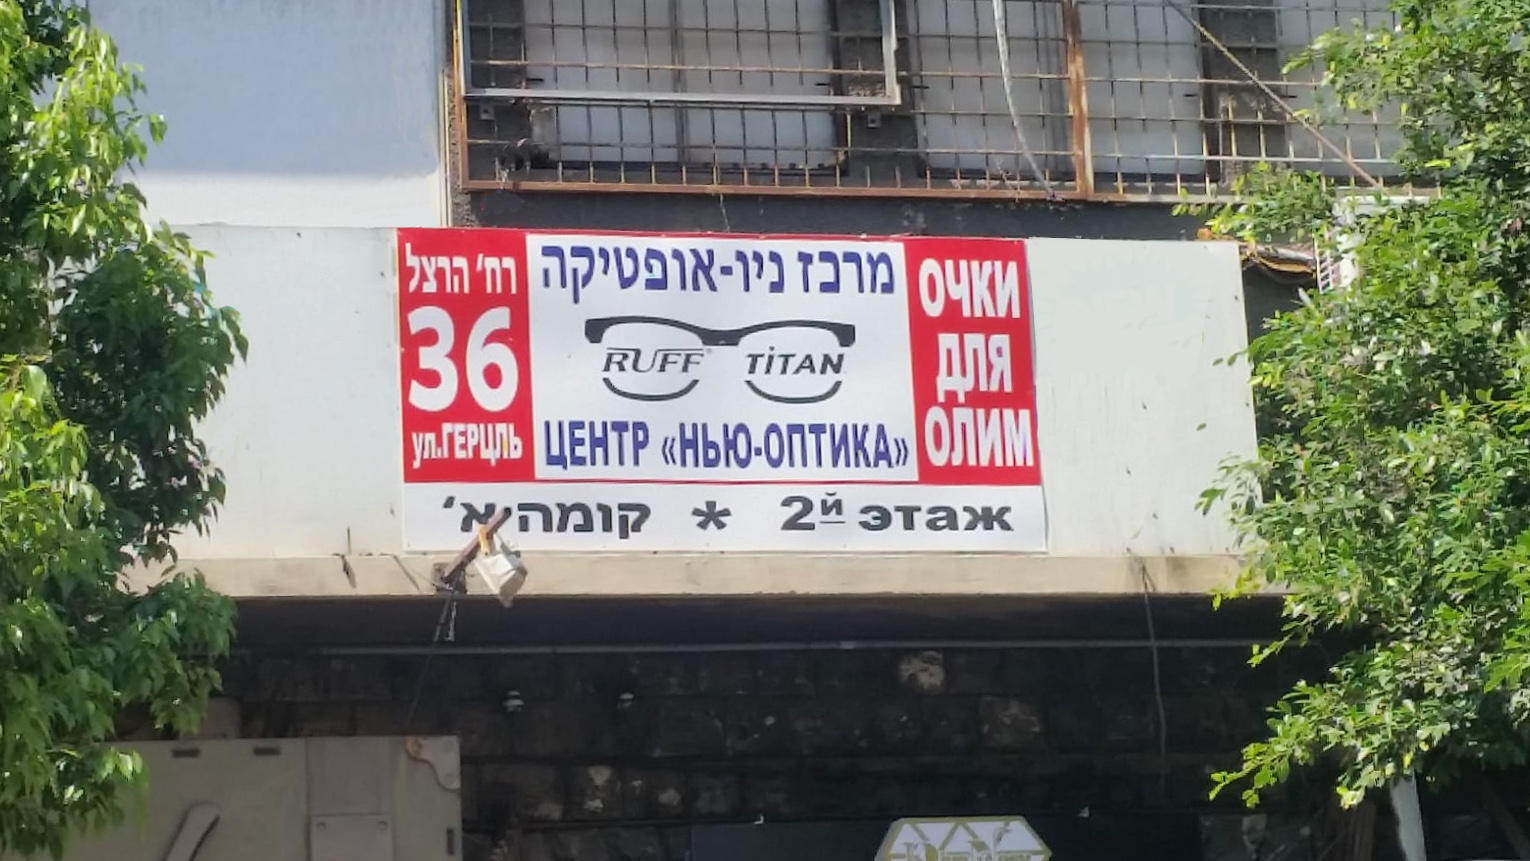 רח׳ הרצל
36
ул.ГЕРЦЛЬ
מרכז ניו-אופטיקה
RUFF® TiTAN
ЦЕНТР «НЬЮ-ОПТИКА»
ОЧКИ
ДЛЯ
ОЛИМ
קומה א׳ * 2й этаж